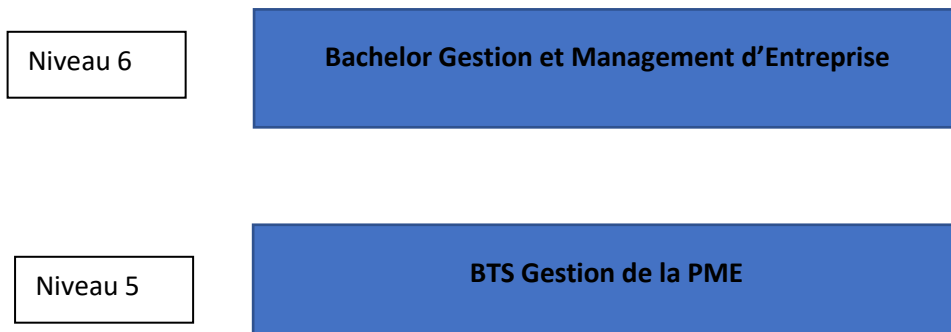 Niveau 6
Bachelor Gestion et Management d’Entreprise
Niveau 5
BTS Gestion de la PME